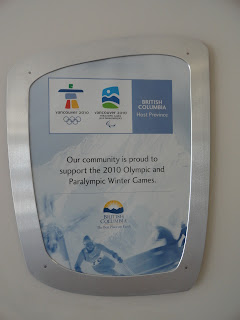 VANCOUVER 2010
VANCOUVER 2010
BRITISH
COLUMBIA
Host Province
Our community is proud to
support the 2010 Olympic and
Paralympic Winter Games.
BRITISH
COLUMBIA